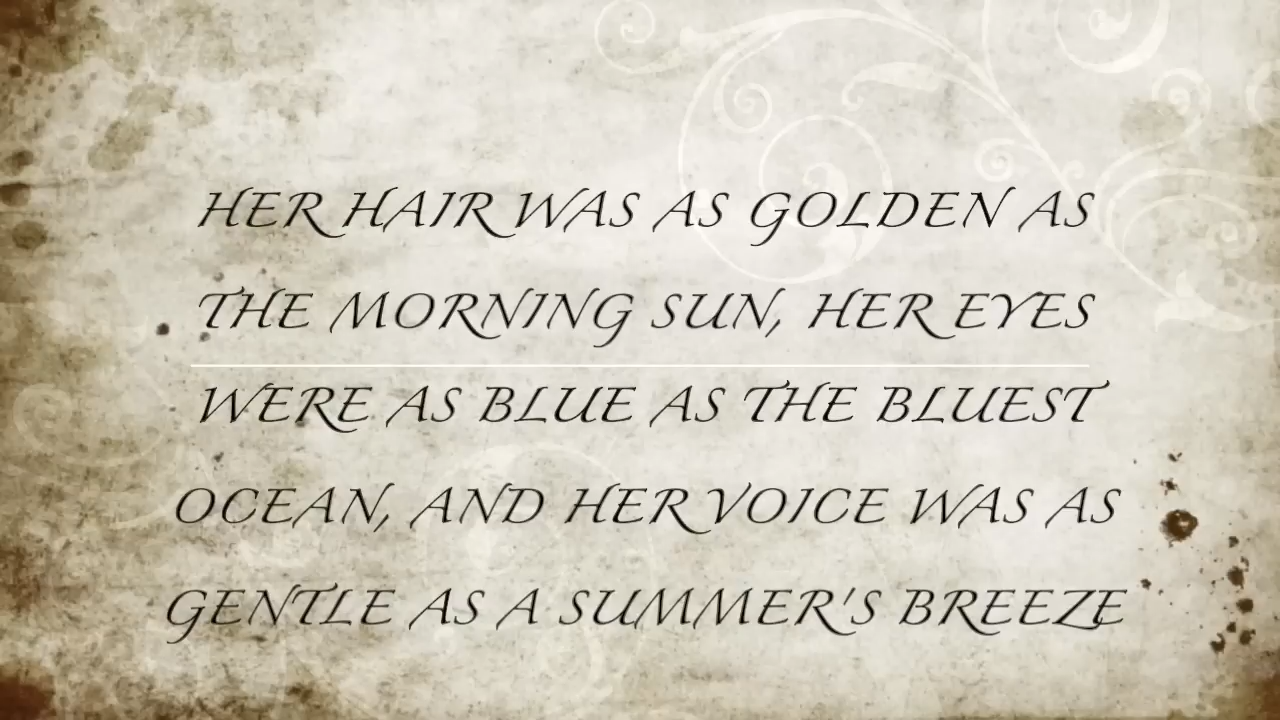 HER HAIR WAS AS GOLDEN AS
THE MORNING SUN, HER EYES
WERE AS BLUE AS THE BLUEST
OCEAN, AND HER VOICE WAS AS
GENTLE AS A SUMMER'S BREEZE